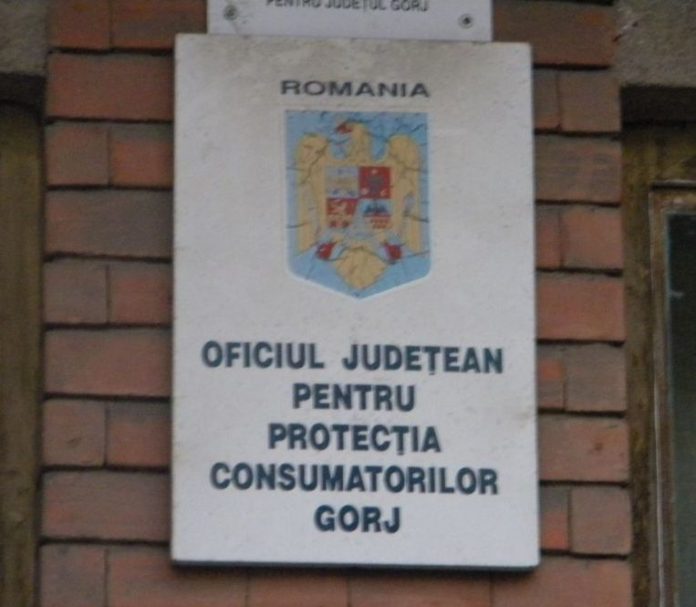 PENTRU JUDEȚUL GORJ
ROMANIA
OFICIUL JUDEȚEAN
PENTRU
PROTECȚIA
CONSUMATORILOR
GORJ